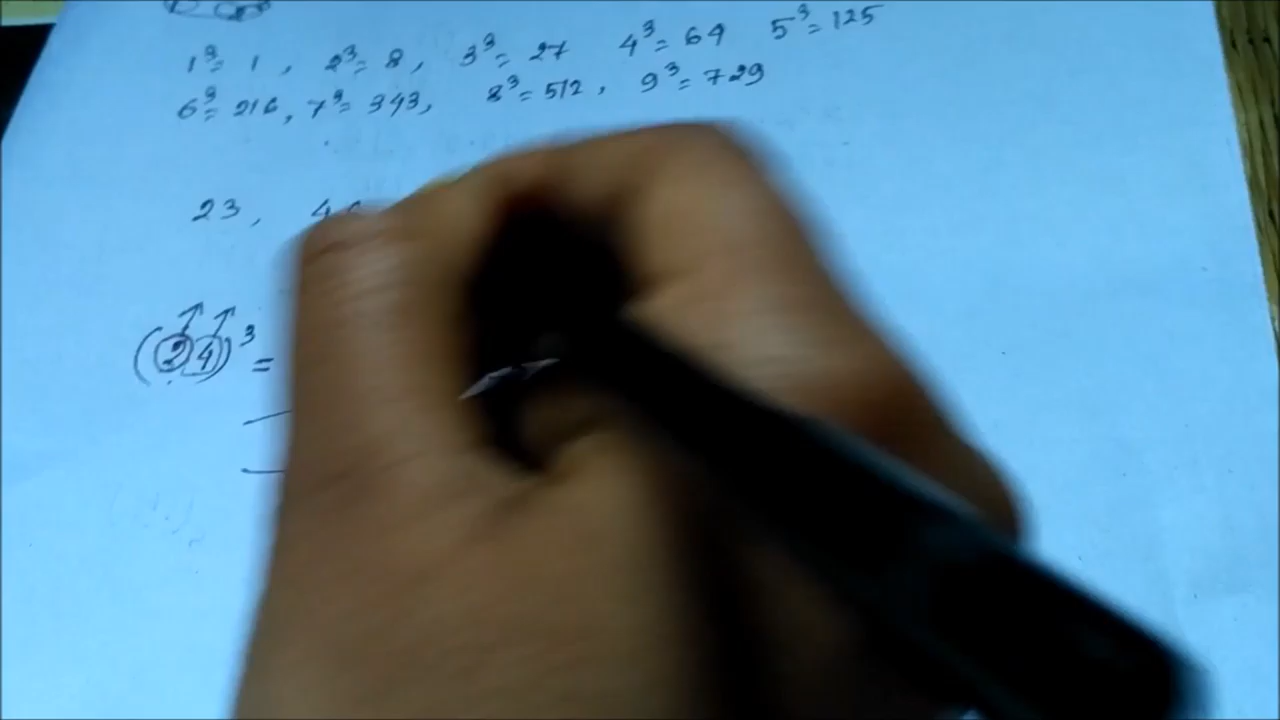 1³= 1 , 2³= 8, 3³= 27 4³= 64 5³= 125
6³= 216, 7³= 343, 8³= 512, 9³= 729
23,
(24)³ =